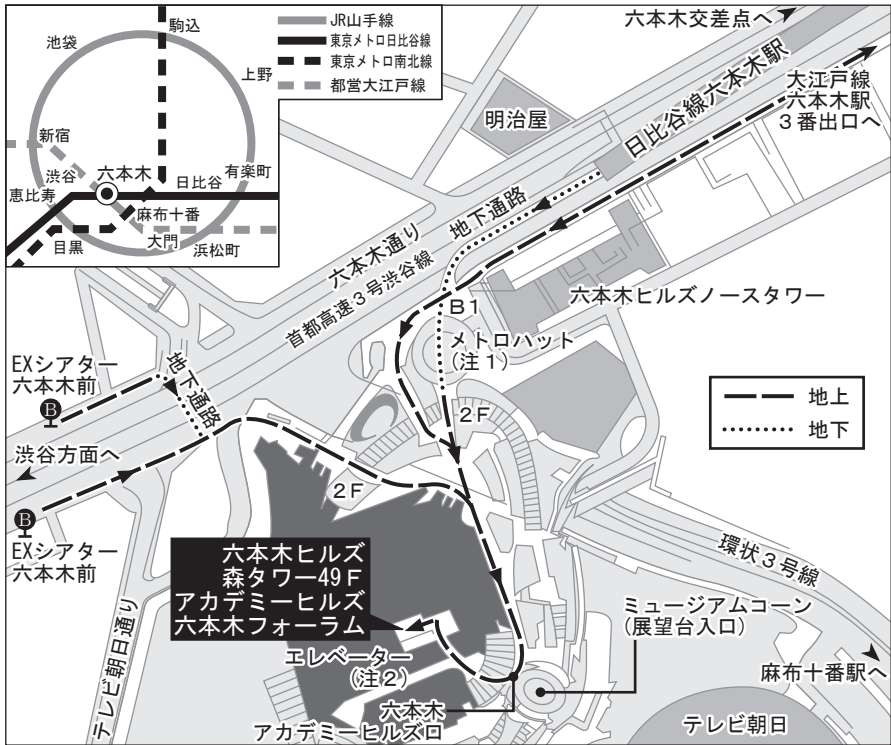 駒込
池袋
上野
新宿
渋谷
六本木
日比谷
有楽町
恵比寿
麻布十番
大門
浜松町
目黒
JR山手線
東京メトロ日比谷線
東京メトロ南北線
都営大江戸線
六本木交差点へ
日比谷線六本木駅
大江戸線
六本木駅
3番出口へ
明治屋
地下通路
六本木通り
首都高速3号渋谷線
六本木ヒルズノースタワー
B1
メトロハット
(注1)
EXシアター
六本木前
B
地下通路
渋谷方面へ
B
EXシアター
六本木前
2F
2F
地上
地下
六本木ヒルズ
森タワー49F
アカデミーヒルズ
六本木フォーラム
エレベーター
(注2)
六本木
アカデミーヒルズ口
ミュージアムコーン
(展望台入口)
環状3号線
麻布十番駅へ
テレビ朝日通り
テレビ朝日